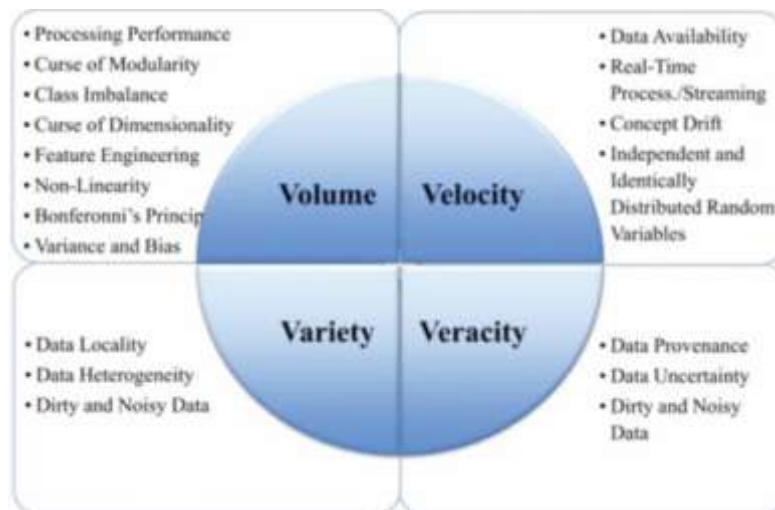 • Processing Performance
• Curse of Modularity
• Class Imbalance
• Curse of Dimensionality
• Feature Engineering
• Non-Linearity
• Bonferonni's Princip
• Variance and Bias
• Data Availability
• Real-Time
Process./Streaming
• Concept Drift
• Independent and
Identically
Distributed Random
Variables
Volume
Velocity
Variety
Veracity
• Data Locality
• Data Heterogeneity
• Dirty and Noisy Data
• Data Provenance
• Data Uncertainty
• Dirty and Noisy
Data